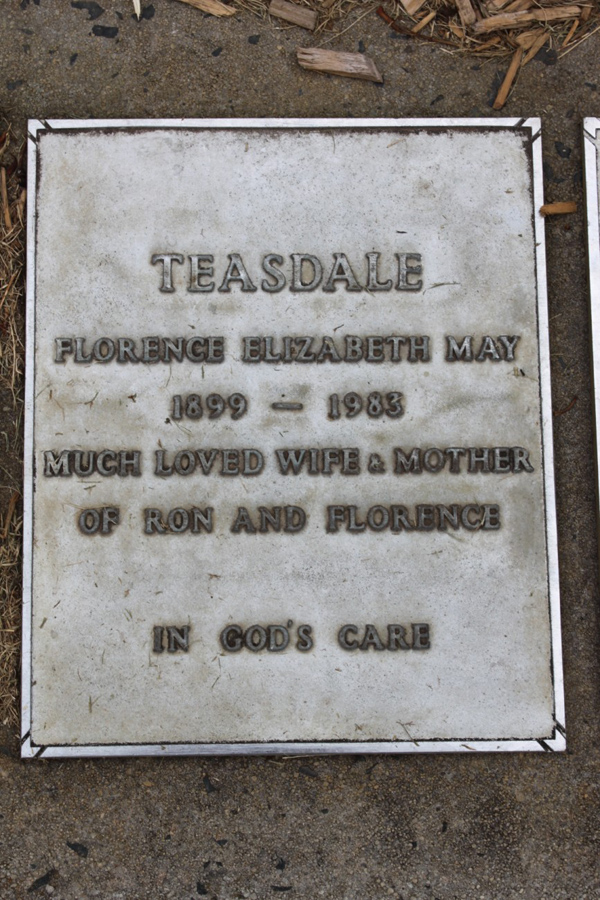 TEASDALE
FLORENCE ELIZABETH MAY
1899 — 1983
MUCH LOVED WIFE & MOTHER
OF RON AND FLORENCE
IN GOD'S CARE